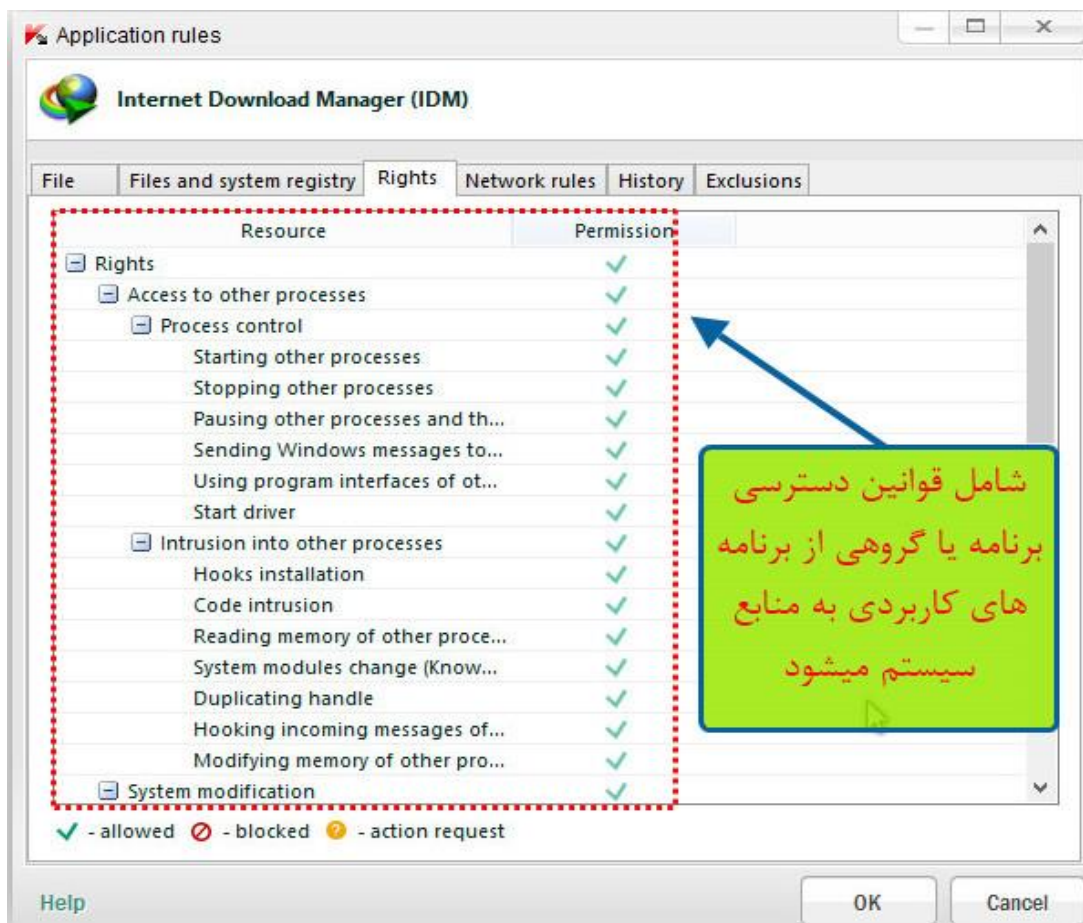 Application rules
Internet Download Manager (IDM)
File Files and system registry Rights Network rules History Exclusions
Resource Permission
Rights
Access to other processes
Process control
Starting other processes
Stopping other processes
Pausing other processes and th...
Sending Windows messages to...
Using program interfaces of ot...
Start driver
Intrusion into other processes
Hooks installation
Code intrusion
Reading memory of other proce...
System modules change (Know...
Duplicating handle
Hooking incoming messages of...
Modifying memory of other pro...
System modification
شامل قوانین دسترسی
برنامه یا گروهی از برنامه
های کاربردی به منابع
سیستم میشود
- allowed - blocked ? - action request
Help OK Cancel